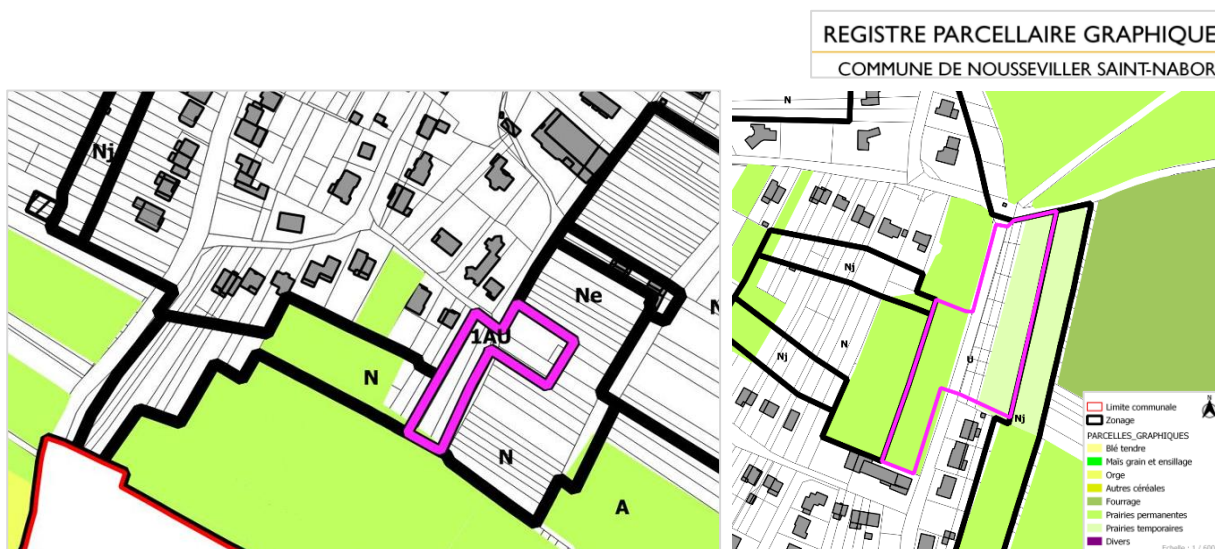 REGISTRE PARCELLAIRE GRAPHIQUE
COMMUNE DE NOUSSEVILLER SAINT-NABOR
Nj
Ne
N
1AU
N
N
A
N
Nj
N
Nj
U
Nj
N
Limite communale
Zonage
PARCELLES_GRAPHIQUES
Blé tendre
Maïs grain et ensillage
Orge
Autres céréales
Fourrage
Prairies permanentes
Prairies temporaires
Divers